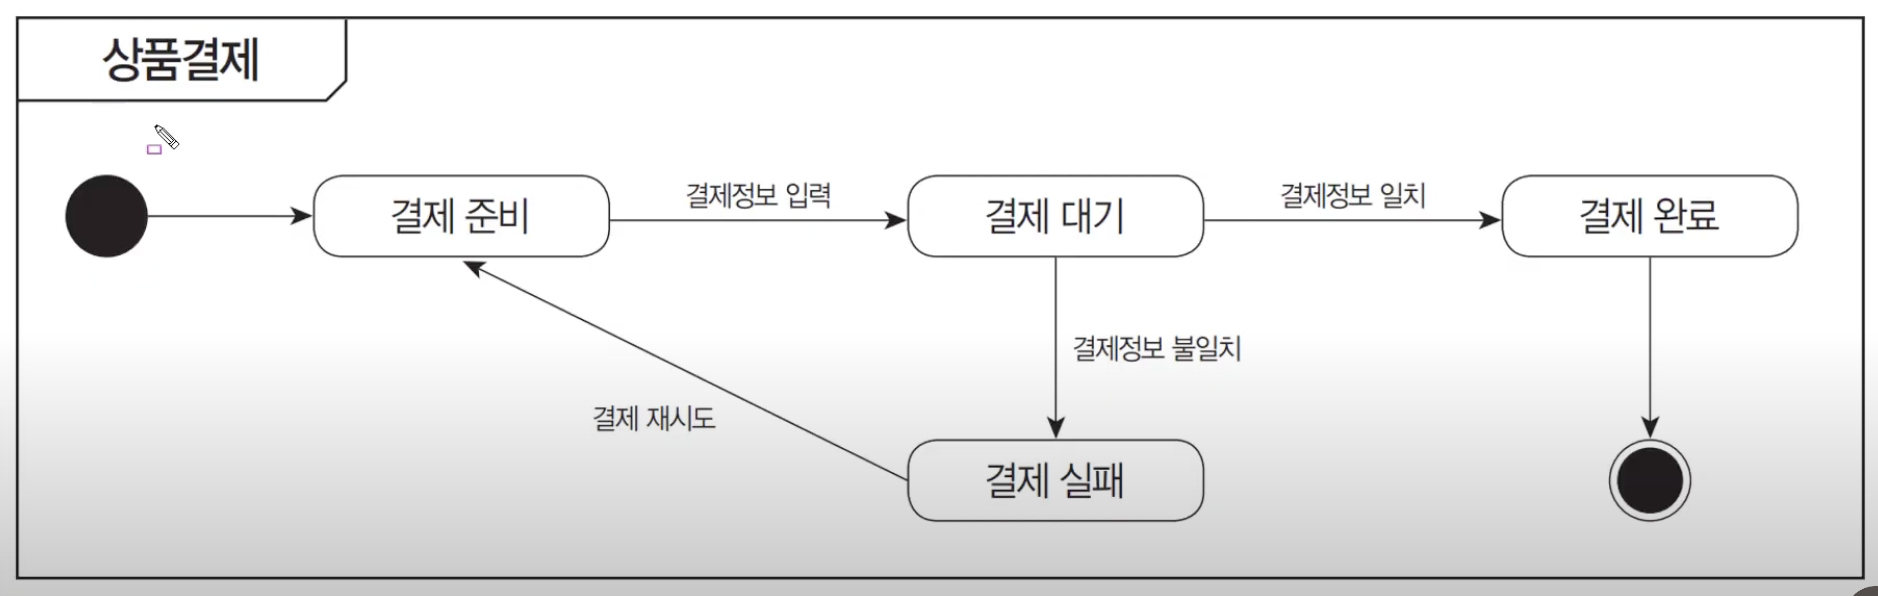 상품결제
결제 준비
결제정보 입력
결제 대기
결제정보 일치
결제 완료
결제정보 불일치
결제 재시도
결제 실패